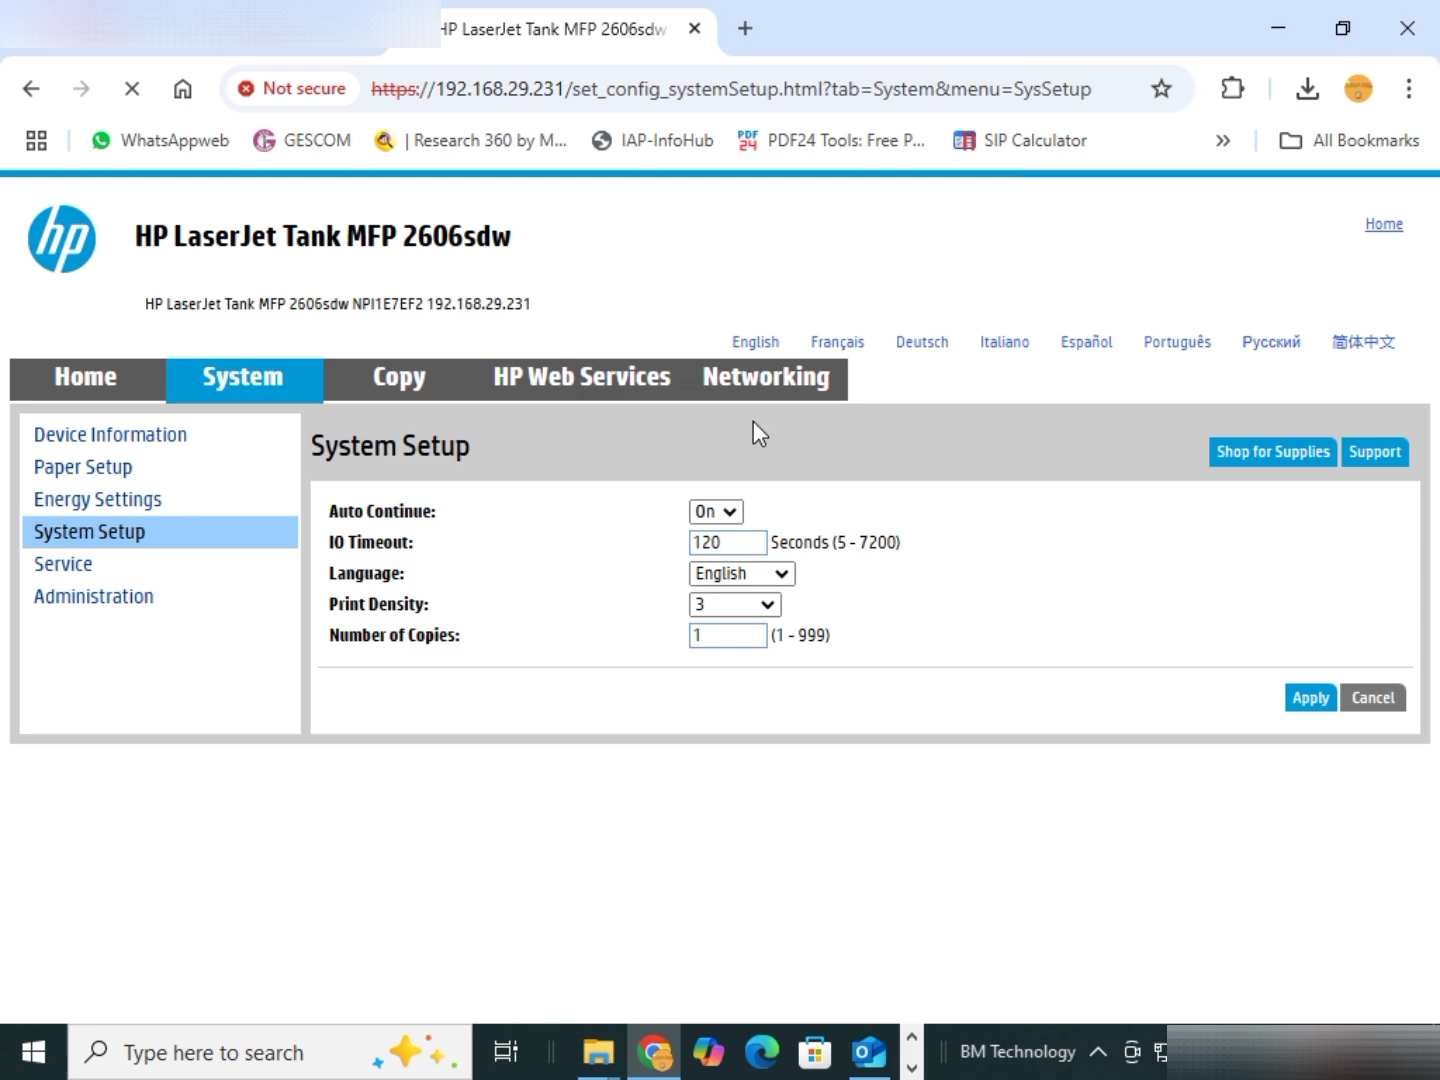 HP LaserJet Tank MFP 2606sdw
Not secure https://192.168.29.231/set_config_systemSetup.html?tab=System&menu=SysSetup
WhatsAppweb GESCOM | Research 360 by M... IAP-InfoHub PDF24 Tools: Free P... SIP Calculator » All Bookmarks
hp HP LaserJet Tank MFP 2606sdw Home
HP LaserJet Tank MFP 2606sdw NPI1E7EF2 192.168.29.231
English Français Deutsch Italiano Español Português Русский 简体中文
Home System Copy HP Web Services Networking
Device Information
Paper Setup
Energy Settings
System Setup
Service
Administration
System Setup
Shop for Supplies Support
Auto Continue: On
IO Timeout: 120 Seconds (5 - 7200)
Language: English
Print Density: 3
Number of Copies: 1 (1 - 999)
Apply Cancel
Type here to search BM Technology